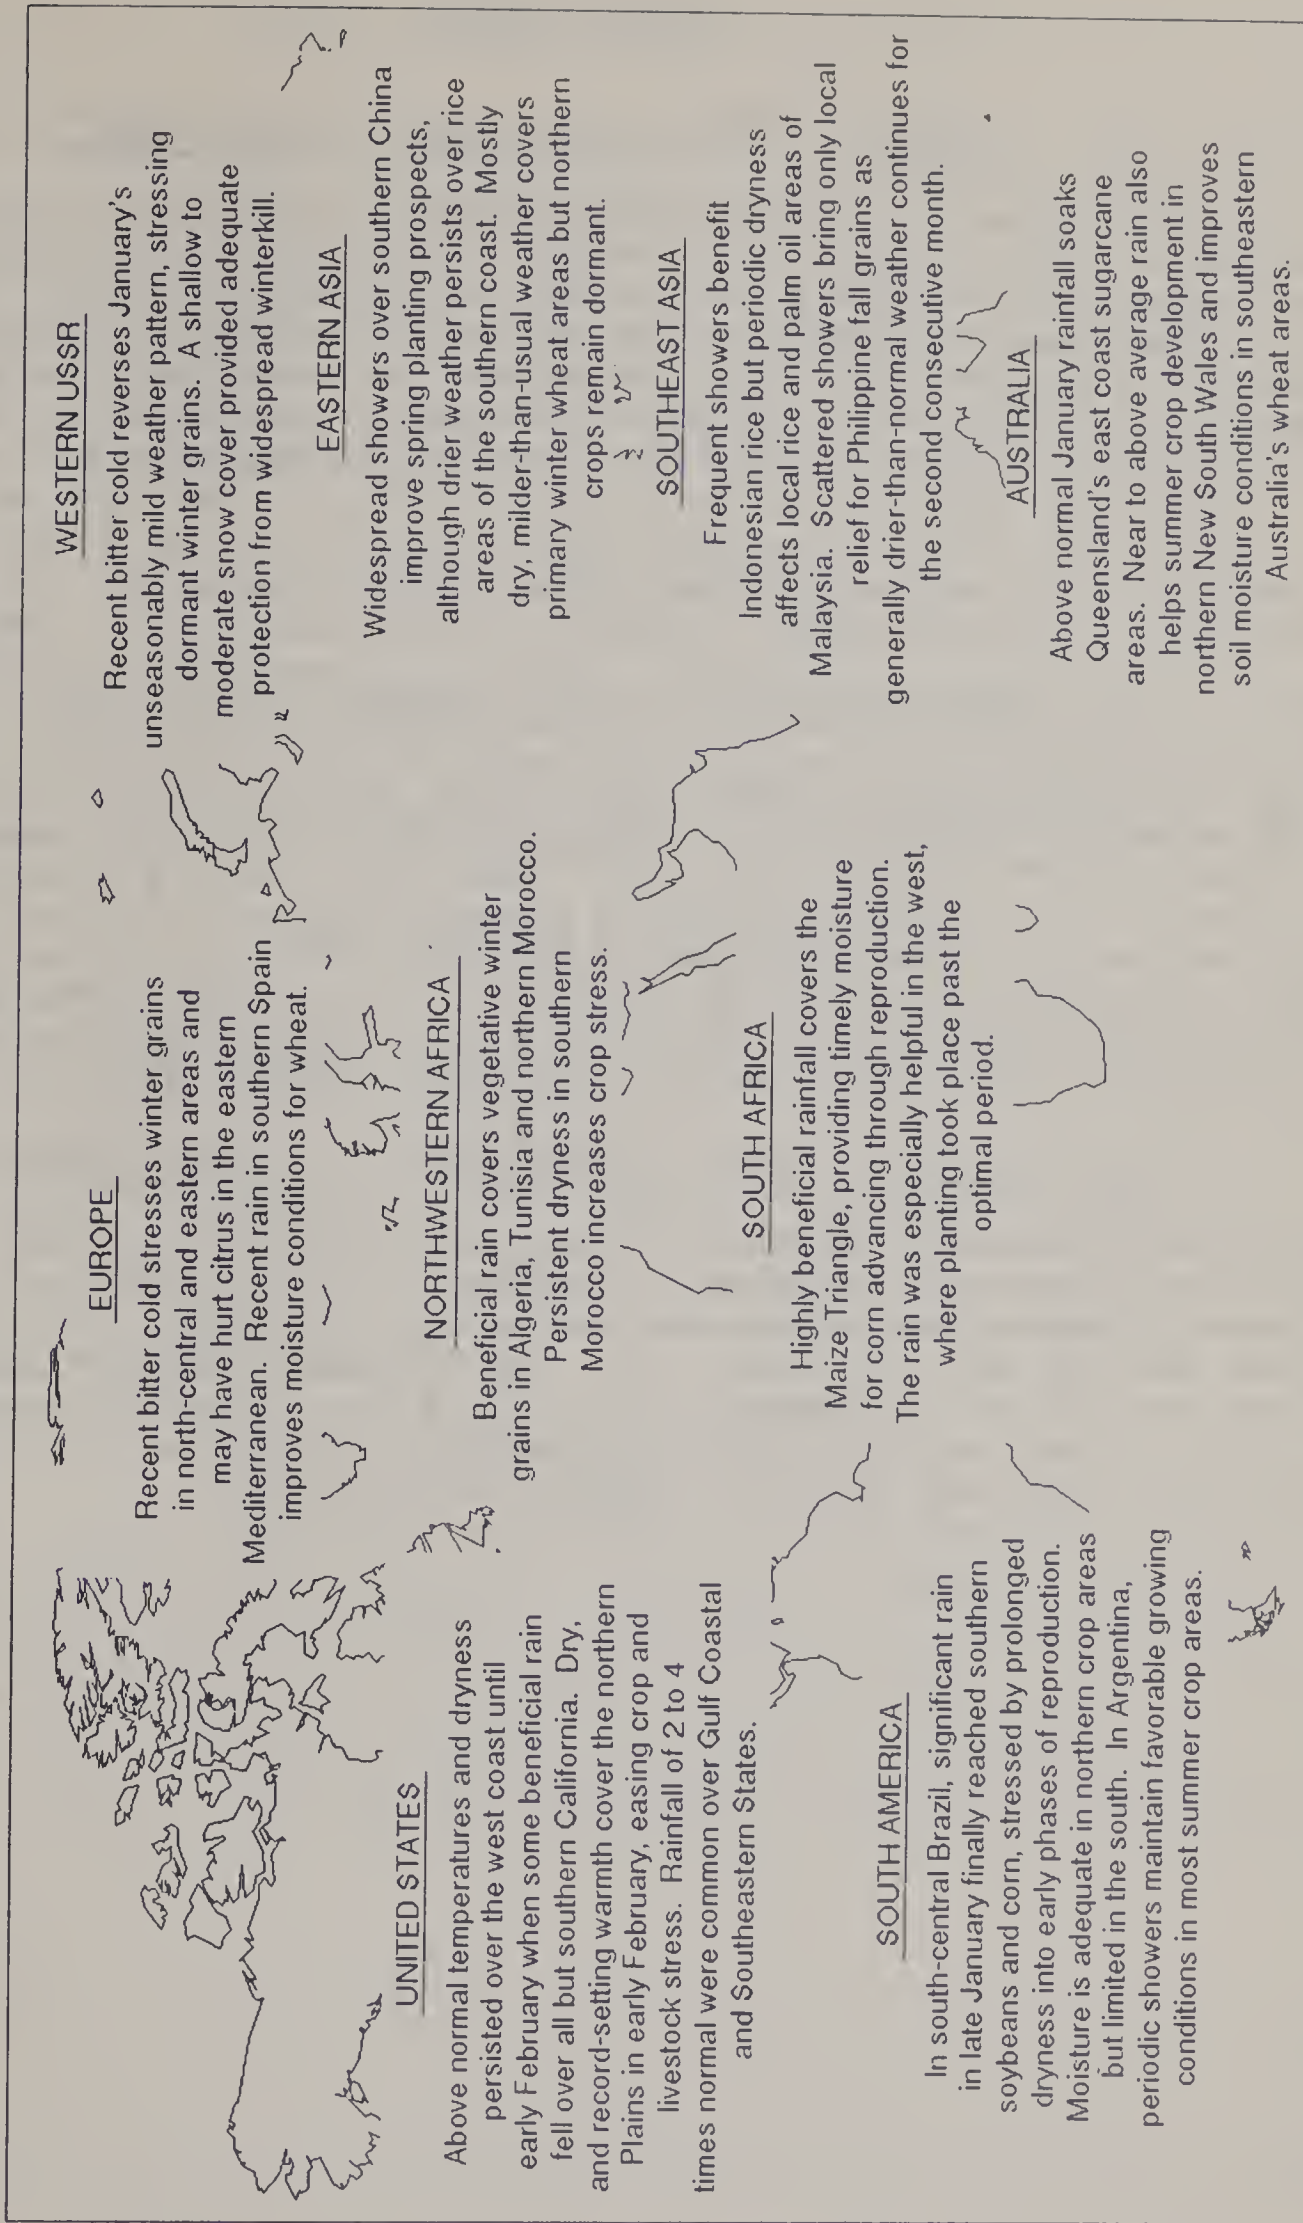 UNITED STATES
Above normal temperatures and dryness
persisted over the west coast until
early February when some beneficial rain
fell over all but southern California. Dry,
and record-setting warmth cover the northern
Plains in early February, easing crop and
livestock stress. Rainfall of 2 to 4
times normal were common over Gulf Coastal
and Southeastern States.
SOUTH AMERICA
In south-central Brazil, significant rain
in late January finally reached southern
soybeans and corn, stressed by prolonged
dryness into early phases of reproduction.
Moisture is adequate in northern crop areas
but limited in the south. In Argentina,
periodic showers maintain favorable growing
conditions in most summer crop areas.
EUROPE
Recent bitter cold stresses winter grains
in north-central and eastern areas and
may have hurt citrus in the eastern
Mediterranean. Recent rain in southern Spain
improves moisture conditions for wheat.
NORTHWESTERN AFRICA
Beneficial rain covers vegetative winter
grains in Algeria, Tunisia and northern Morocco.
Persistent dryness in southern
Morocco increases crop stress.
SOUTH AFRICA
Highly beneficial rainfall covers the
Maize Triangle, providing timely moisture
for corn advancing through reproduction.
The rain was especially helpful in the west,
where planting took place past the
optimal period.
WESTERN USSR
Recent bitter cold reverses January's
unseasonably mild weather pattern, stressing
dormant winter grains. A shallow to
moderate snow cover provided adequate
protection from widespread winterkill.
EASTERN ASIA
Widespread showers over southern China
improve spring planting prospects,
although drier weather persists over rice
areas of the southern coast. Mostly
dry, milder-than-usual weather covers
primary winter wheat areas but northern
crops remain dormant.
SOUTHEAST ASIA
Frequent showers benefit
Indonesian rice but periodic dryness
affects local rice and palm oil areas of
Malaysia. Scattered showers bring only local
relief for Philippine fall grains as
generally drier-than-normal weather continues for
the second consecutive month.
AUSTRALIA
Above normal January rainfall soaks
Queensland's east coast sugarcane
areas. Near to above average rain also
helps summer crop development in
northern New South Wales and improves
soil moisture conditions in southeastern
Australia's wheat areas.